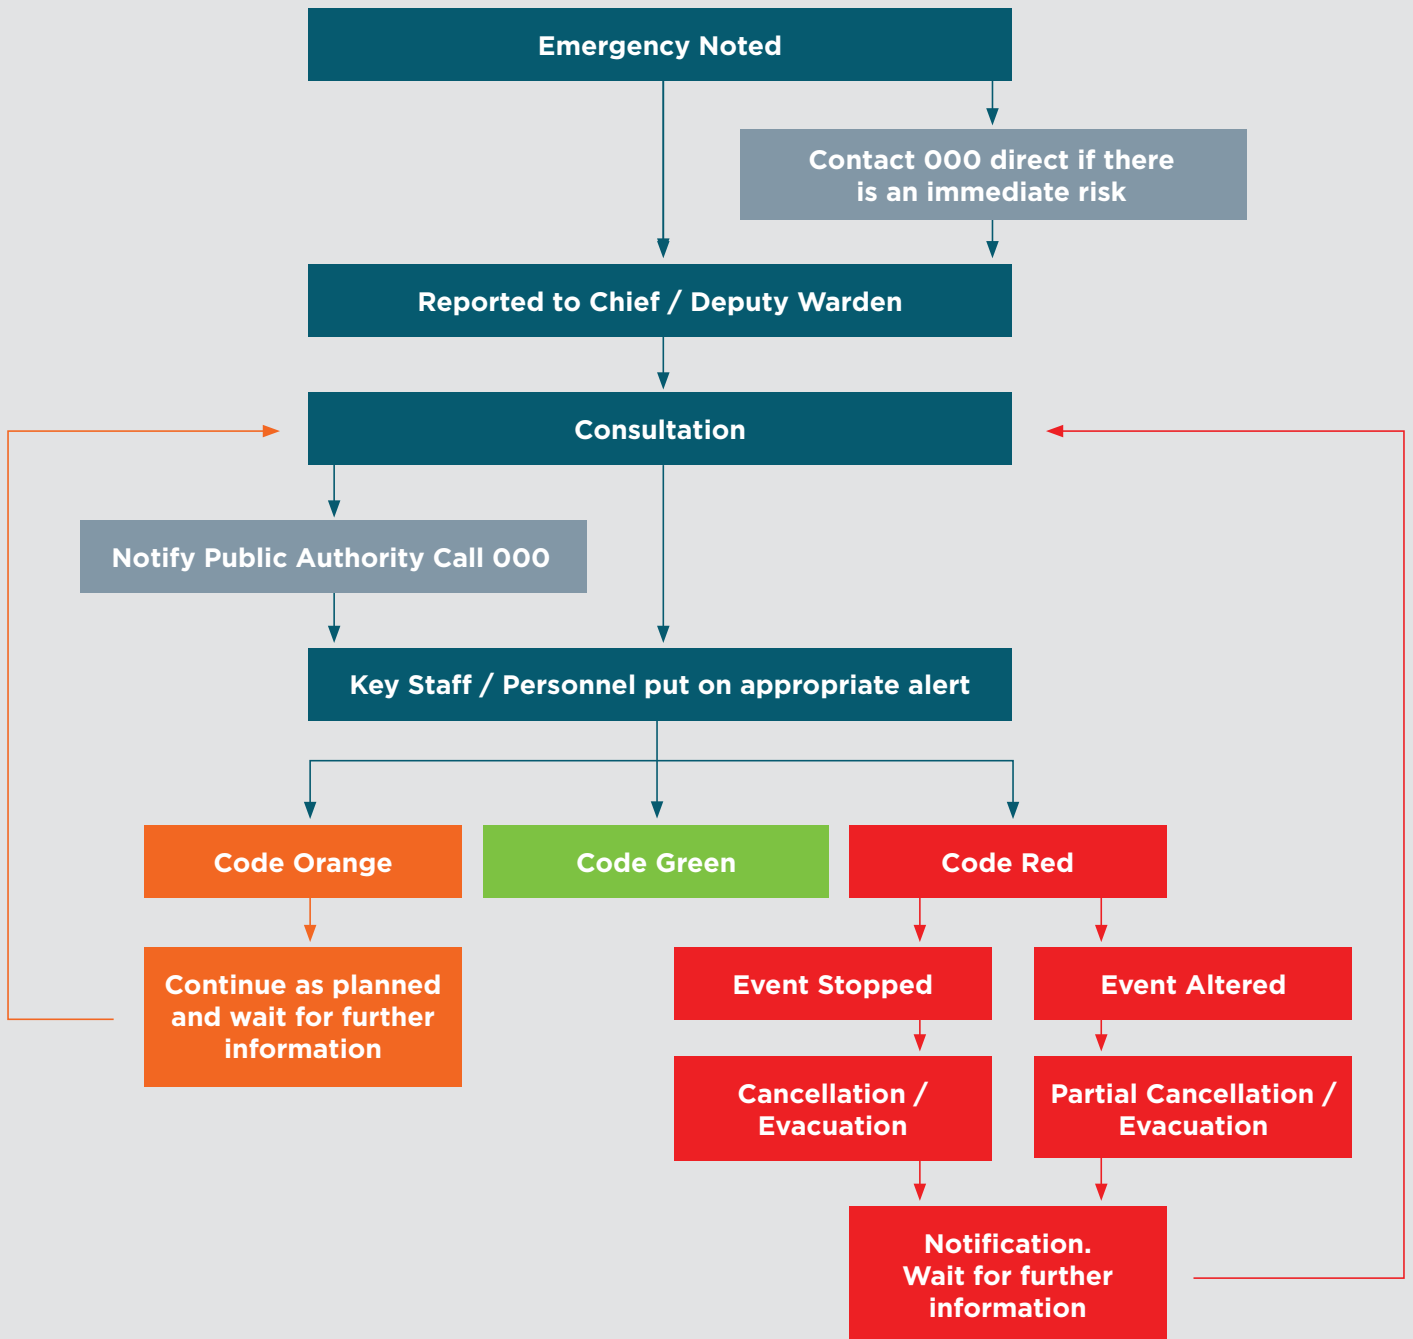 Emergency Noted
Contact 000 direct if there
is an immediate risk
Reported to Chief / Deputy Warden
Consultation
Notify Public Authority Call 000
Key Staff / Personnel put on appropriate alert
Code Orange
Code Green
Code Red
Continue as planned
and wait for further
information
Event Stopped
Event Altered
Cancellation /
Evacuation
Partial Cancellation /
Evacuation
Notification.
Wait for further
information